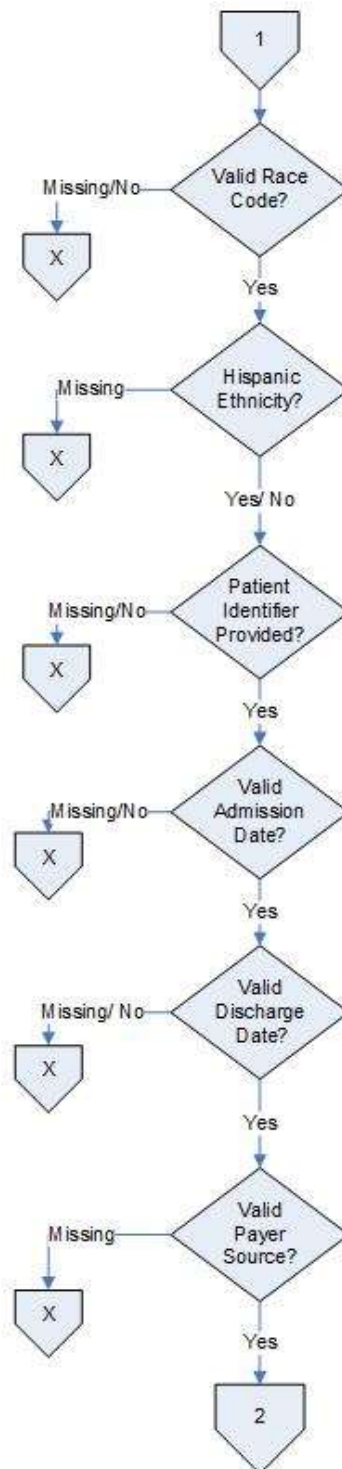 1
Valid Race
Code?
Missing/No
X
Yes
Hispanic
Ethnicity?
Missing
X
Yes/ No
Patient
Identifier
Provided?
Missing/No
X
Yes
Valid
Admission
Date?
Missing/No
X
Yes
Valid
Discharge
Date?
Missing/ No
X
Yes
Valid
Payer
Source?
Missing
X
Yes
2